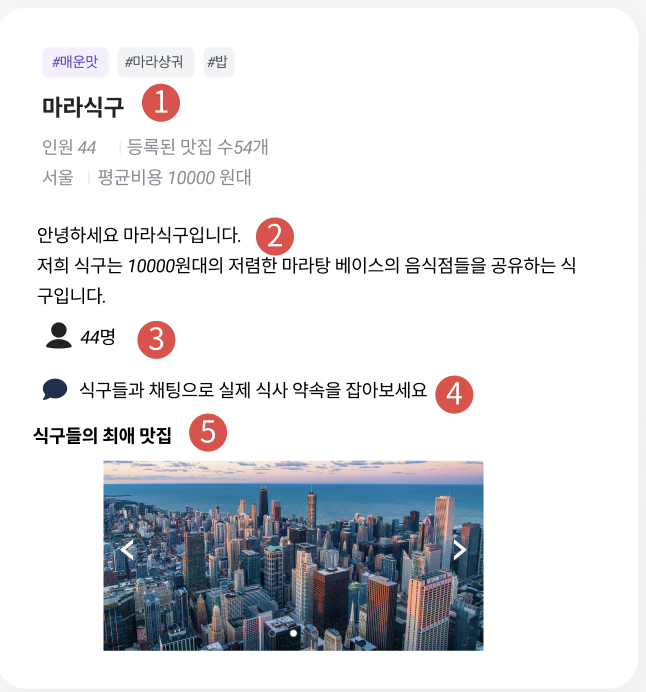 #매운맛 #마라샹궈 #밥
마라식구 1
인원 44 | 등록된 맛집 수54개
서울 | 평균비용 10000 원대
안녕하세요 마라식구입니다. 2
저희 식구는 10000원대의 저렴한 마라탕 베이스의 음식점들을 공유하는 식
구입니다.
44명 3
식구들과 채팅으로 실제 식사 약속을 잡아보세요 4
식구들의 최애 맛집 5